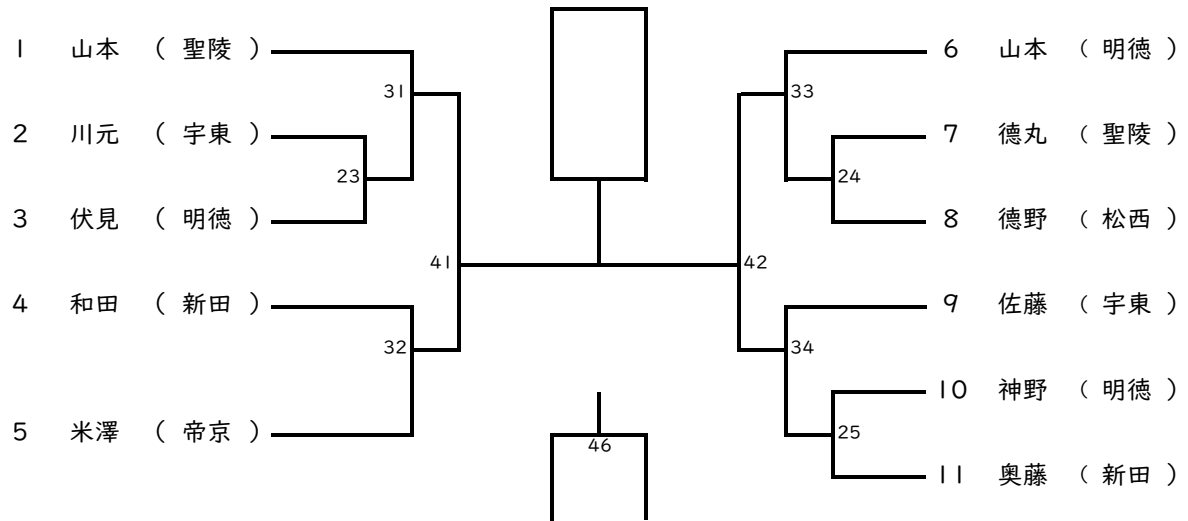 1 山本 ( 聖陵 )
31
2 川元 ( 宇東 )
23
3 伏見 ( 明徳 )
41
4 和田 ( 新田 )
32
5 米澤 ( 帝京 )
46
6 山本 ( 明徳 )
33
7 德丸 ( 聖陵 )
24
8 德野 ( 松西 )
42
9 佐藤 ( 宇東 )
34
10 神野 ( 明徳 )
25
11 奥藤 ( 新田 )